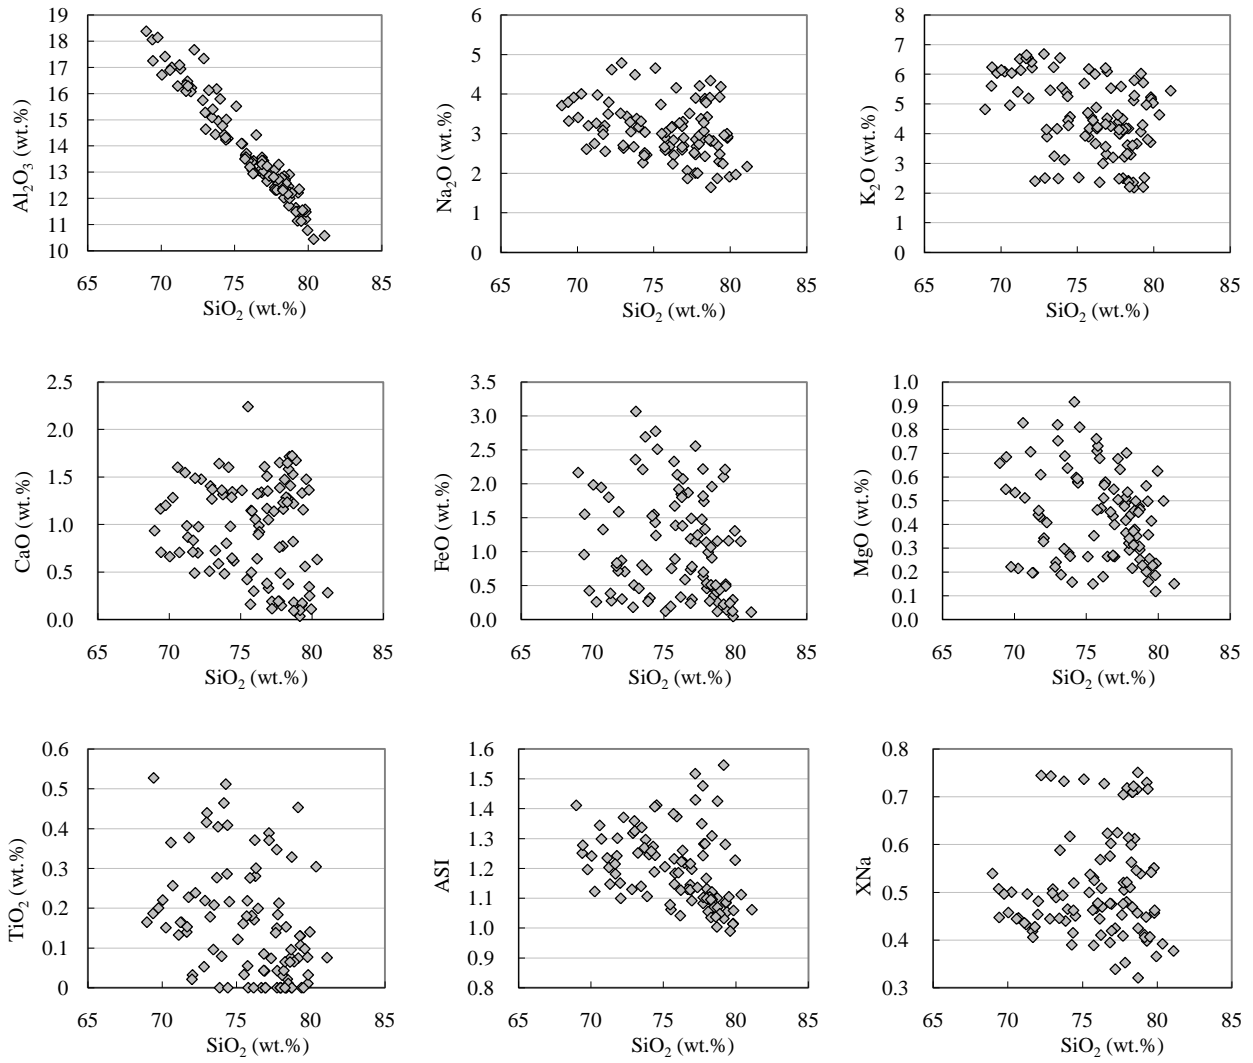 19
18
17
16
15
14
13
12
11
10
Al₂O₃ (wt.%)
65 70 75 80 85
SiO₂ (wt.%)
6
5
4
3
2
1
0
Na₂O (wt.%)
65 70 75 80 85
SiO₂ (wt.%)
8
7
6
5
4
3
2
1
0
K₂O (wt.%)
65 70 75 80 85
SiO₂ (wt.%)
2.5
2.0
1.5
1.0
0.5
0.0
CaO (wt.%)
65 70 75 80 85
SiO₂ (wt.%)
3.5
3.0
2.5
2.0
1.5
1.0
0.5
0.0
FeO (wt.%)
65 70 75 80 85
SiO₂ (wt.%)
1.0
0.9
0.8
0.7
0.6
0.5
0.4
0.3
0.2
0.1
0.0
MgO (wt.%)
65 70 75 80 85
SiO₂ (wt.%)
0.6
0.5
0.4
0.3
0.2
0.1
0
TiO₂ (wt.%)
65 70 75 80 85
SiO₂ (wt.%)
1.6
1.5
1.4
1.3
1.2
1.1
1.0
0.9
0.8
ASI
65 70 75 80 85
SiO₂ (wt.%)
0.8
0.7
0.6
0.5
0.4
0.3
XNa
65 70 75 80 85
SiO₂ (wt.%)